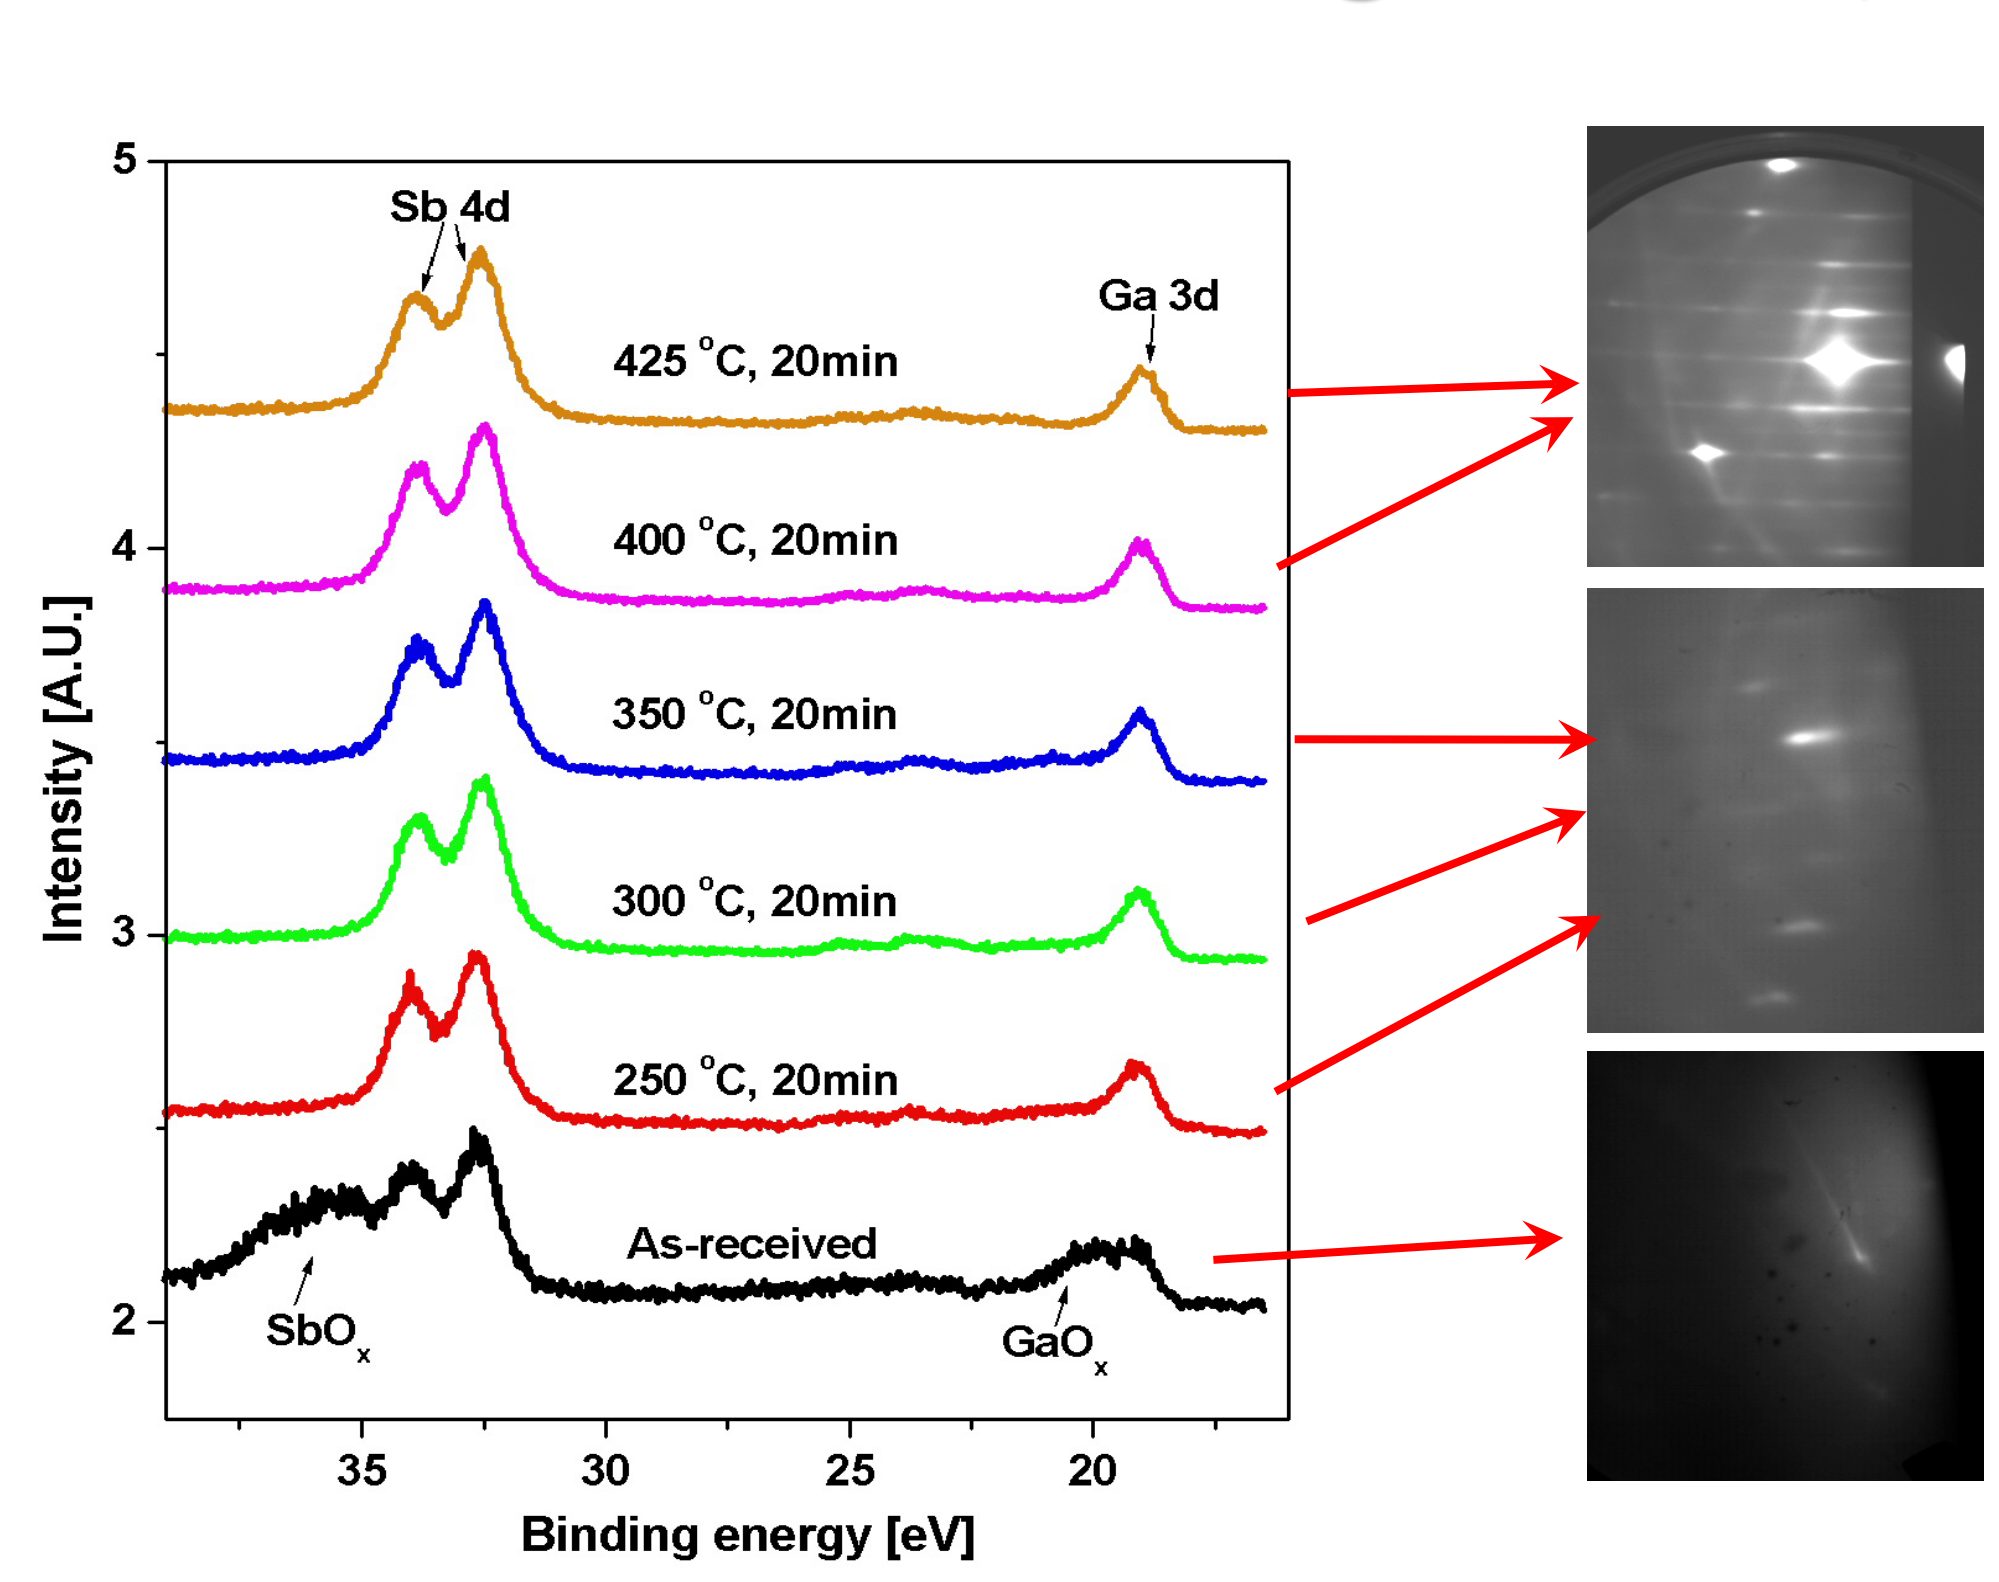 5
Sb 4d
Ga 3d
425 °C, 20min
400 °C, 20min
4
350 °C, 20min
300 °C, 20min
3
250 °C, 20min
As-received
SbOx
GaOx
2
35 30 25 20
Binding energy [eV]
Intensity [A.U.]